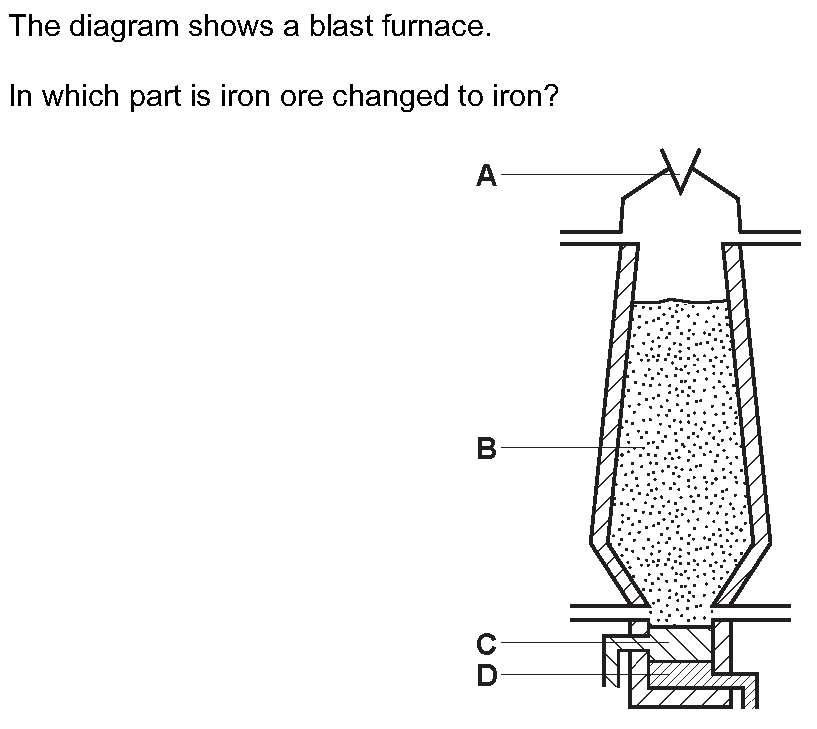 The diagram shows a blast furnace.
In which part is iron ore changed to iron?
A
B
C
D